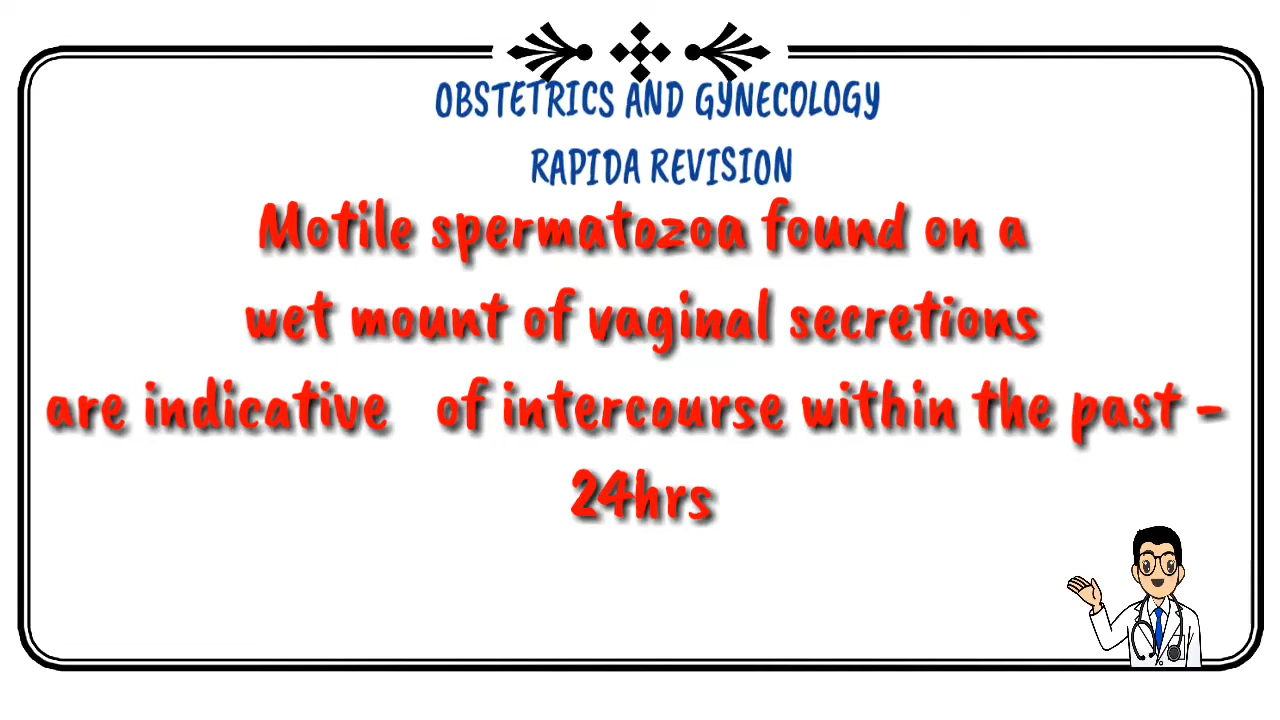 OBSTETRICS AND GYNECOLOGY
RAPIDA REVISION
Motile spermatozoa found on a
wet mount of vaginal secretions
are indicative of intercourse within the past -
24hrs